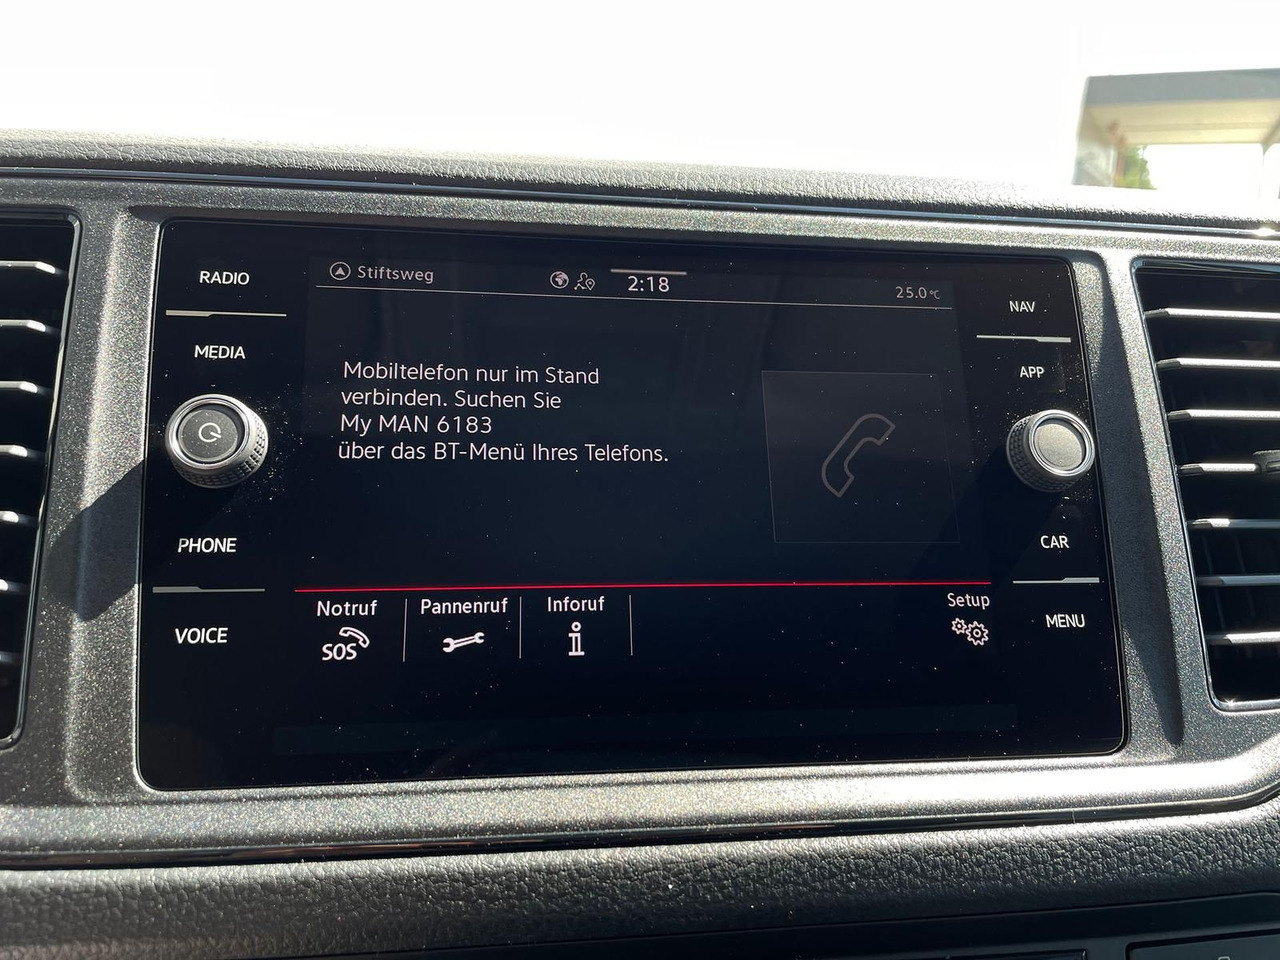 RADIO
MEDIA
PHONE
VOICE
Stiftsweg
2:18
25.0°C
Mobiltelefon nur im Stand
verbinden. Suchen Sie
My MAN 6183
über das BT-Menü Ihres Telefons.
Notruf
SOS
Pannenruf
Inforuf
Setup
NAV
APP
CAR
MENU